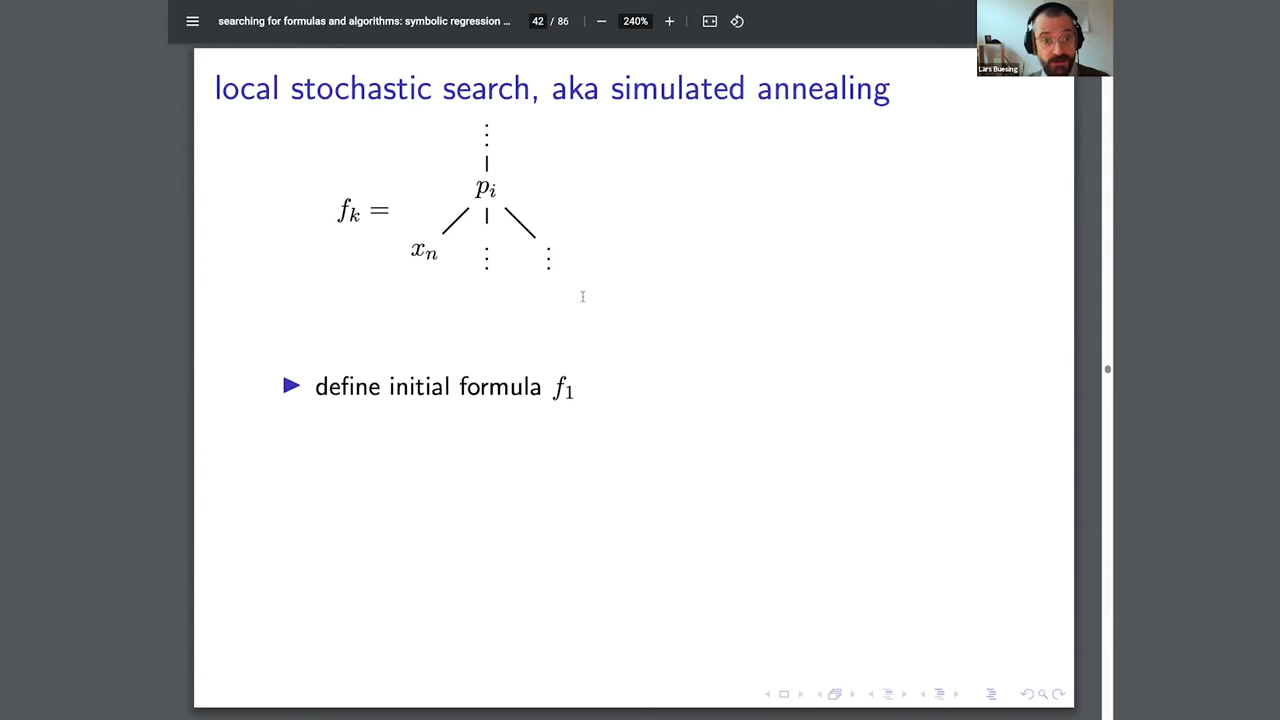 searching for formulas and algorithms: symbolic regression ...
42 / 86
240%
Lars Buesing
local stochastic search, aka simulated annealing
⋮
p_i
f_k =
x_n ⋮ ⋮
▶ define initial formula f_1